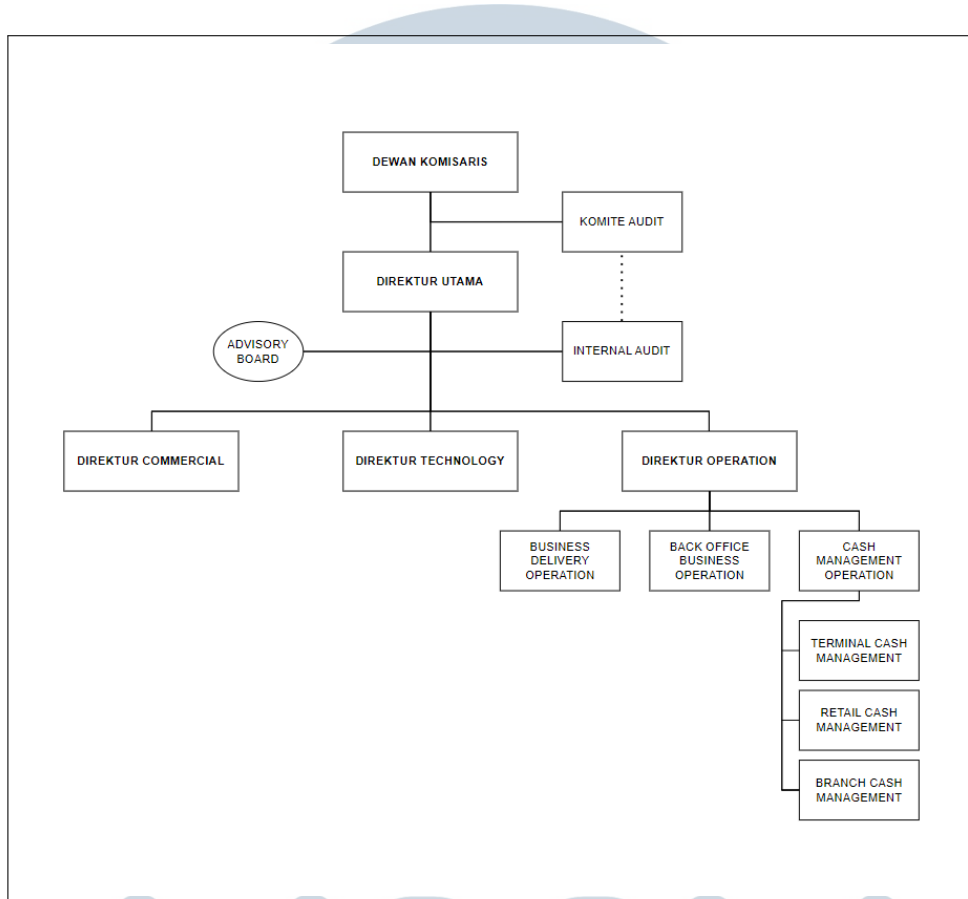 DEWAN KOMISARIS
KOMITE AUDIT
DIREKTUR UTAMA
ADVISORY
BOARD
INTERNAL AUDIT
DIREKTUR COMMERCIAL
DIREKTUR TECHNOLOGY
DIREKTUR OPERATION
BUSINESS
DELIVERY
OPERATION
BACK OFFICE
BUSINESS
OPERATION
CASH
MANAGEMENT
OPERATION
TERMINAL CASH
MANAGEMENT
RETAIL CASH
MANAGEMENT
BRANCH CASH
MANAGEMENT